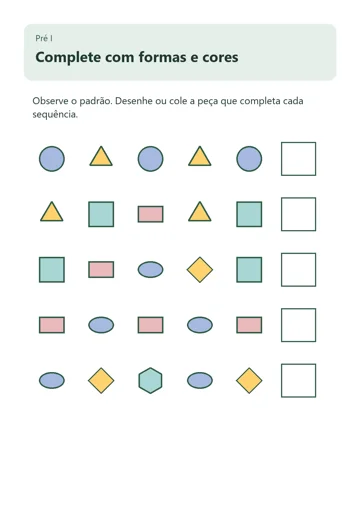 Pré I
Complete com formas e cores
Observe o padrão. Desenhe ou cole a peça que completa cada
sequência.